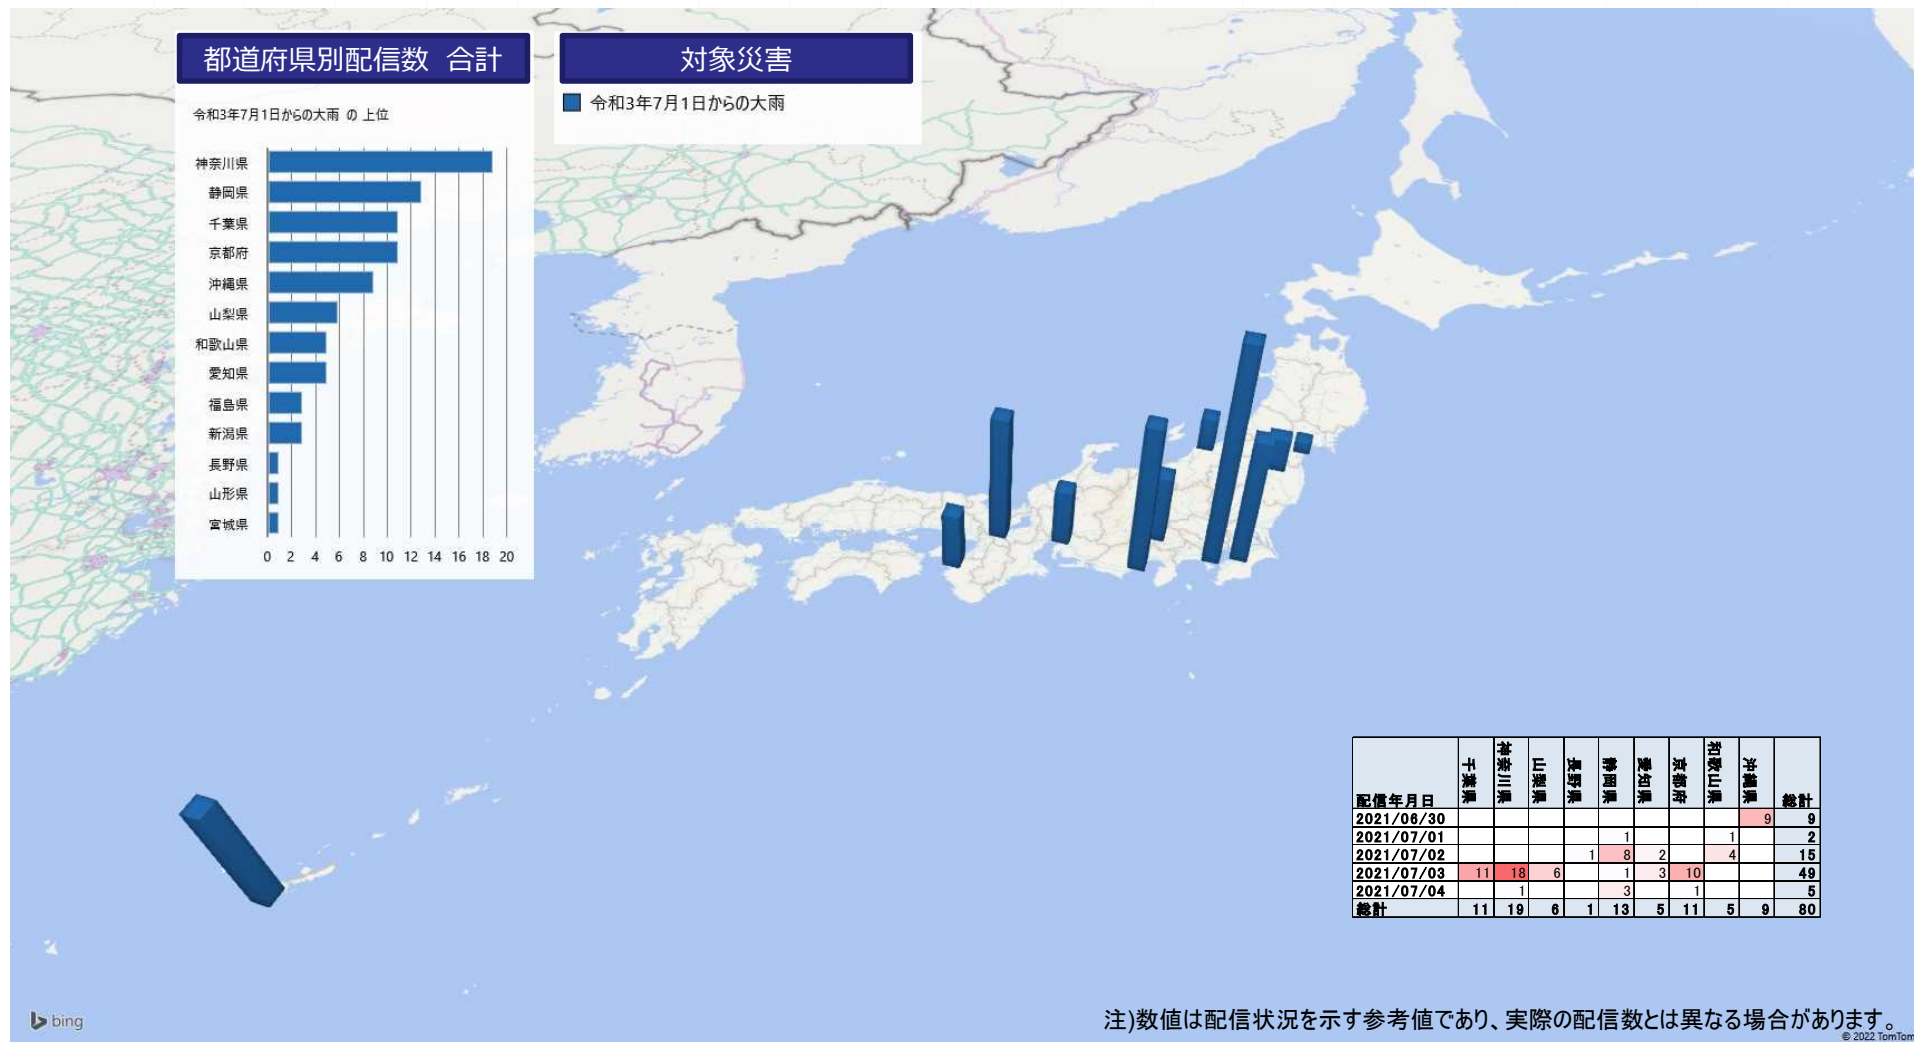 都道府県別配信数 合計
対象災害
令和3年7月1日からの大雨
令和3年7月1日からの大雨 の 上位
神奈川県
静岡県
千葉県
京都府
沖縄県
山梨県
和歌山県
愛知県
福島県
新潟県
長野県
山形県
宮城県
0 2 4 6 8 10 12 14 16 18 20
配信年月日 千葉県 神奈川県 山梨県 長野県 静岡県 愛知県 京都府 和歌山県 沖縄県 総計
2021/06/30 9 9
2021/07/01 1 1 2
2021/07/02 1 8 2 4 15
2021/07/03 11 18 6 1 3 10 49
2021/07/04 1 3 1 5
総計 11 19 6 1 13 5 11 5 9 80
bing
注)数値は配信状況を示す参考値であり、実際の配信数とは異なる場合があります。
© 2022 TomTom